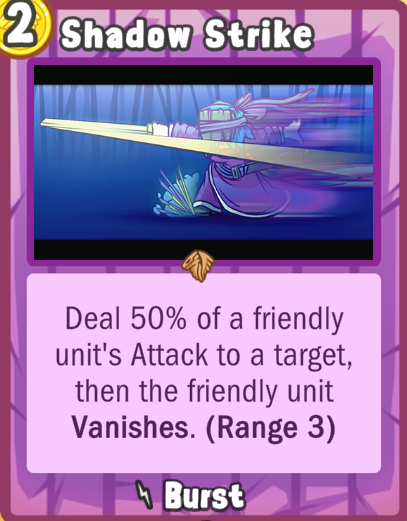 2
Shadow Strike
Deal 50% of a friendly
unit's Attack to a target,
then the friendly unit
Vanishes. (Range 3)
Burst